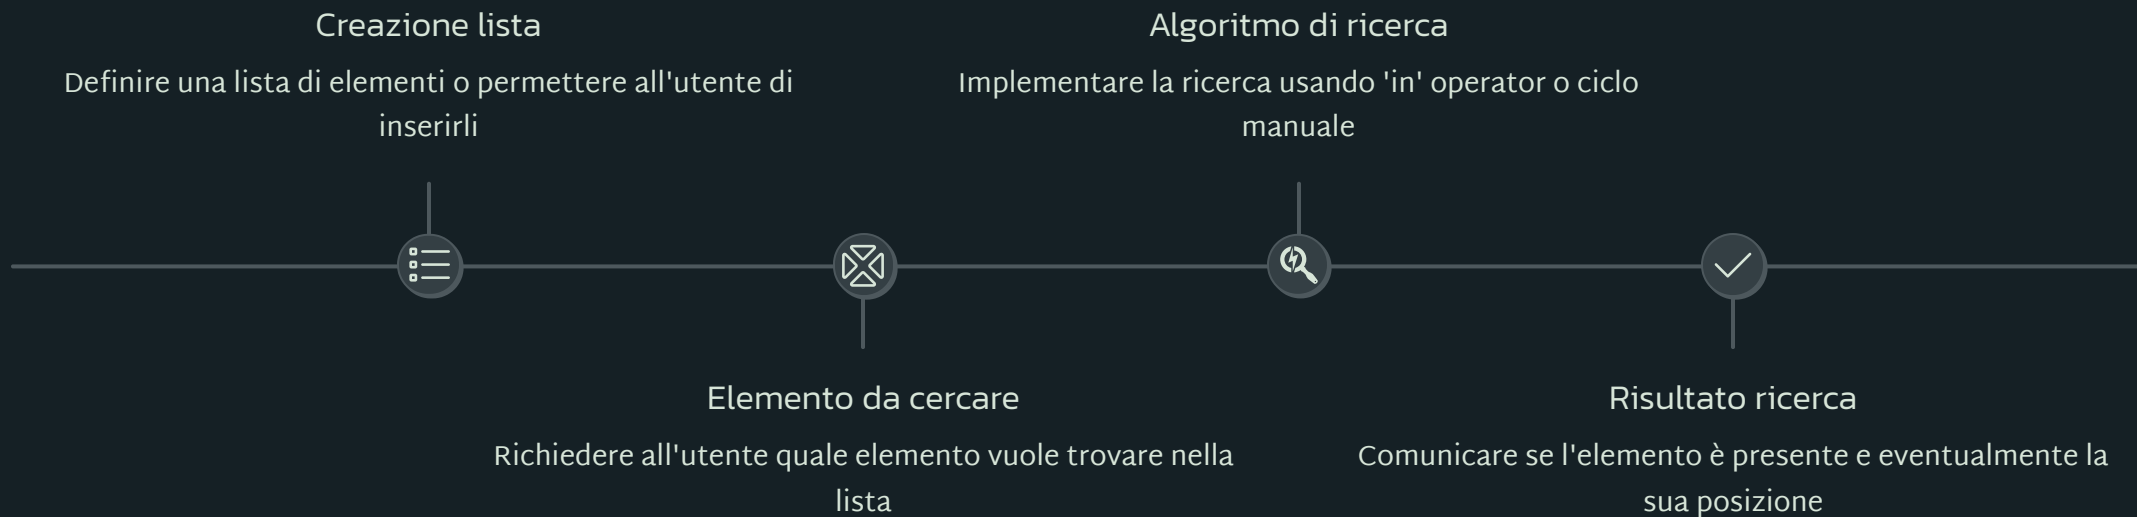 Creazione lista
Definire una lista di elementi o permettere all'utente di
inserirli
Elemento da cercare
Richiedere all'utente quale elemento vuole trovare nella
lista
Algoritmo di ricerca
Implementare la ricerca usando 'in' operator o ciclo
manuale
Risultato ricerca
Comunicare se l'elemento è presente e eventualmente la
sua posizione